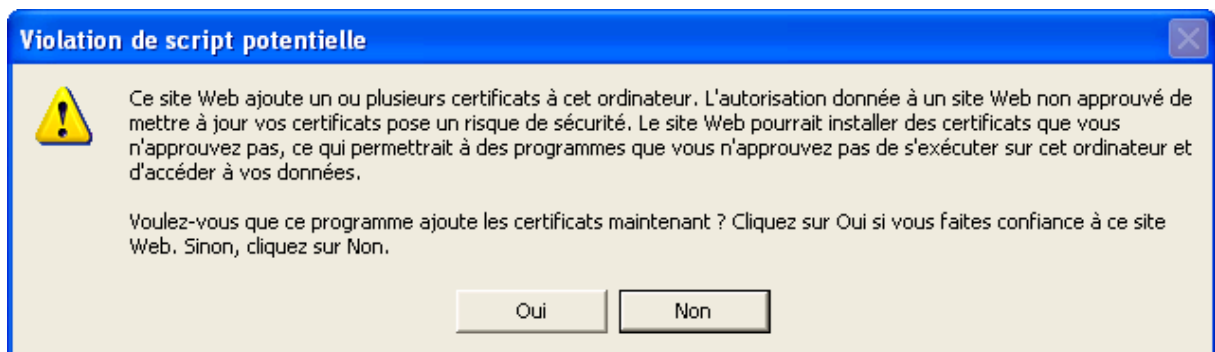 Violation de script potentielle
Ce site Web ajoute un ou plusieurs certificats à cet ordinateur. L'autorisation donnée à un site Web non approuvé de
mettre à jour vos certificats pose un risque de sécurité. Le site Web pourrait installer des certificats que vous
n'approuvez pas, ce qui permettrait à des programmes que vous n'approuvez pas de s'exécuter sur cet ordinateur et
d'accéder à vos données.
Voulez-vous que ce programme ajoute les certificats maintenant ? Cliquez sur Oui si vous faites confiance à ce site
Web. Sinon, cliquez sur Non.
Oui Non